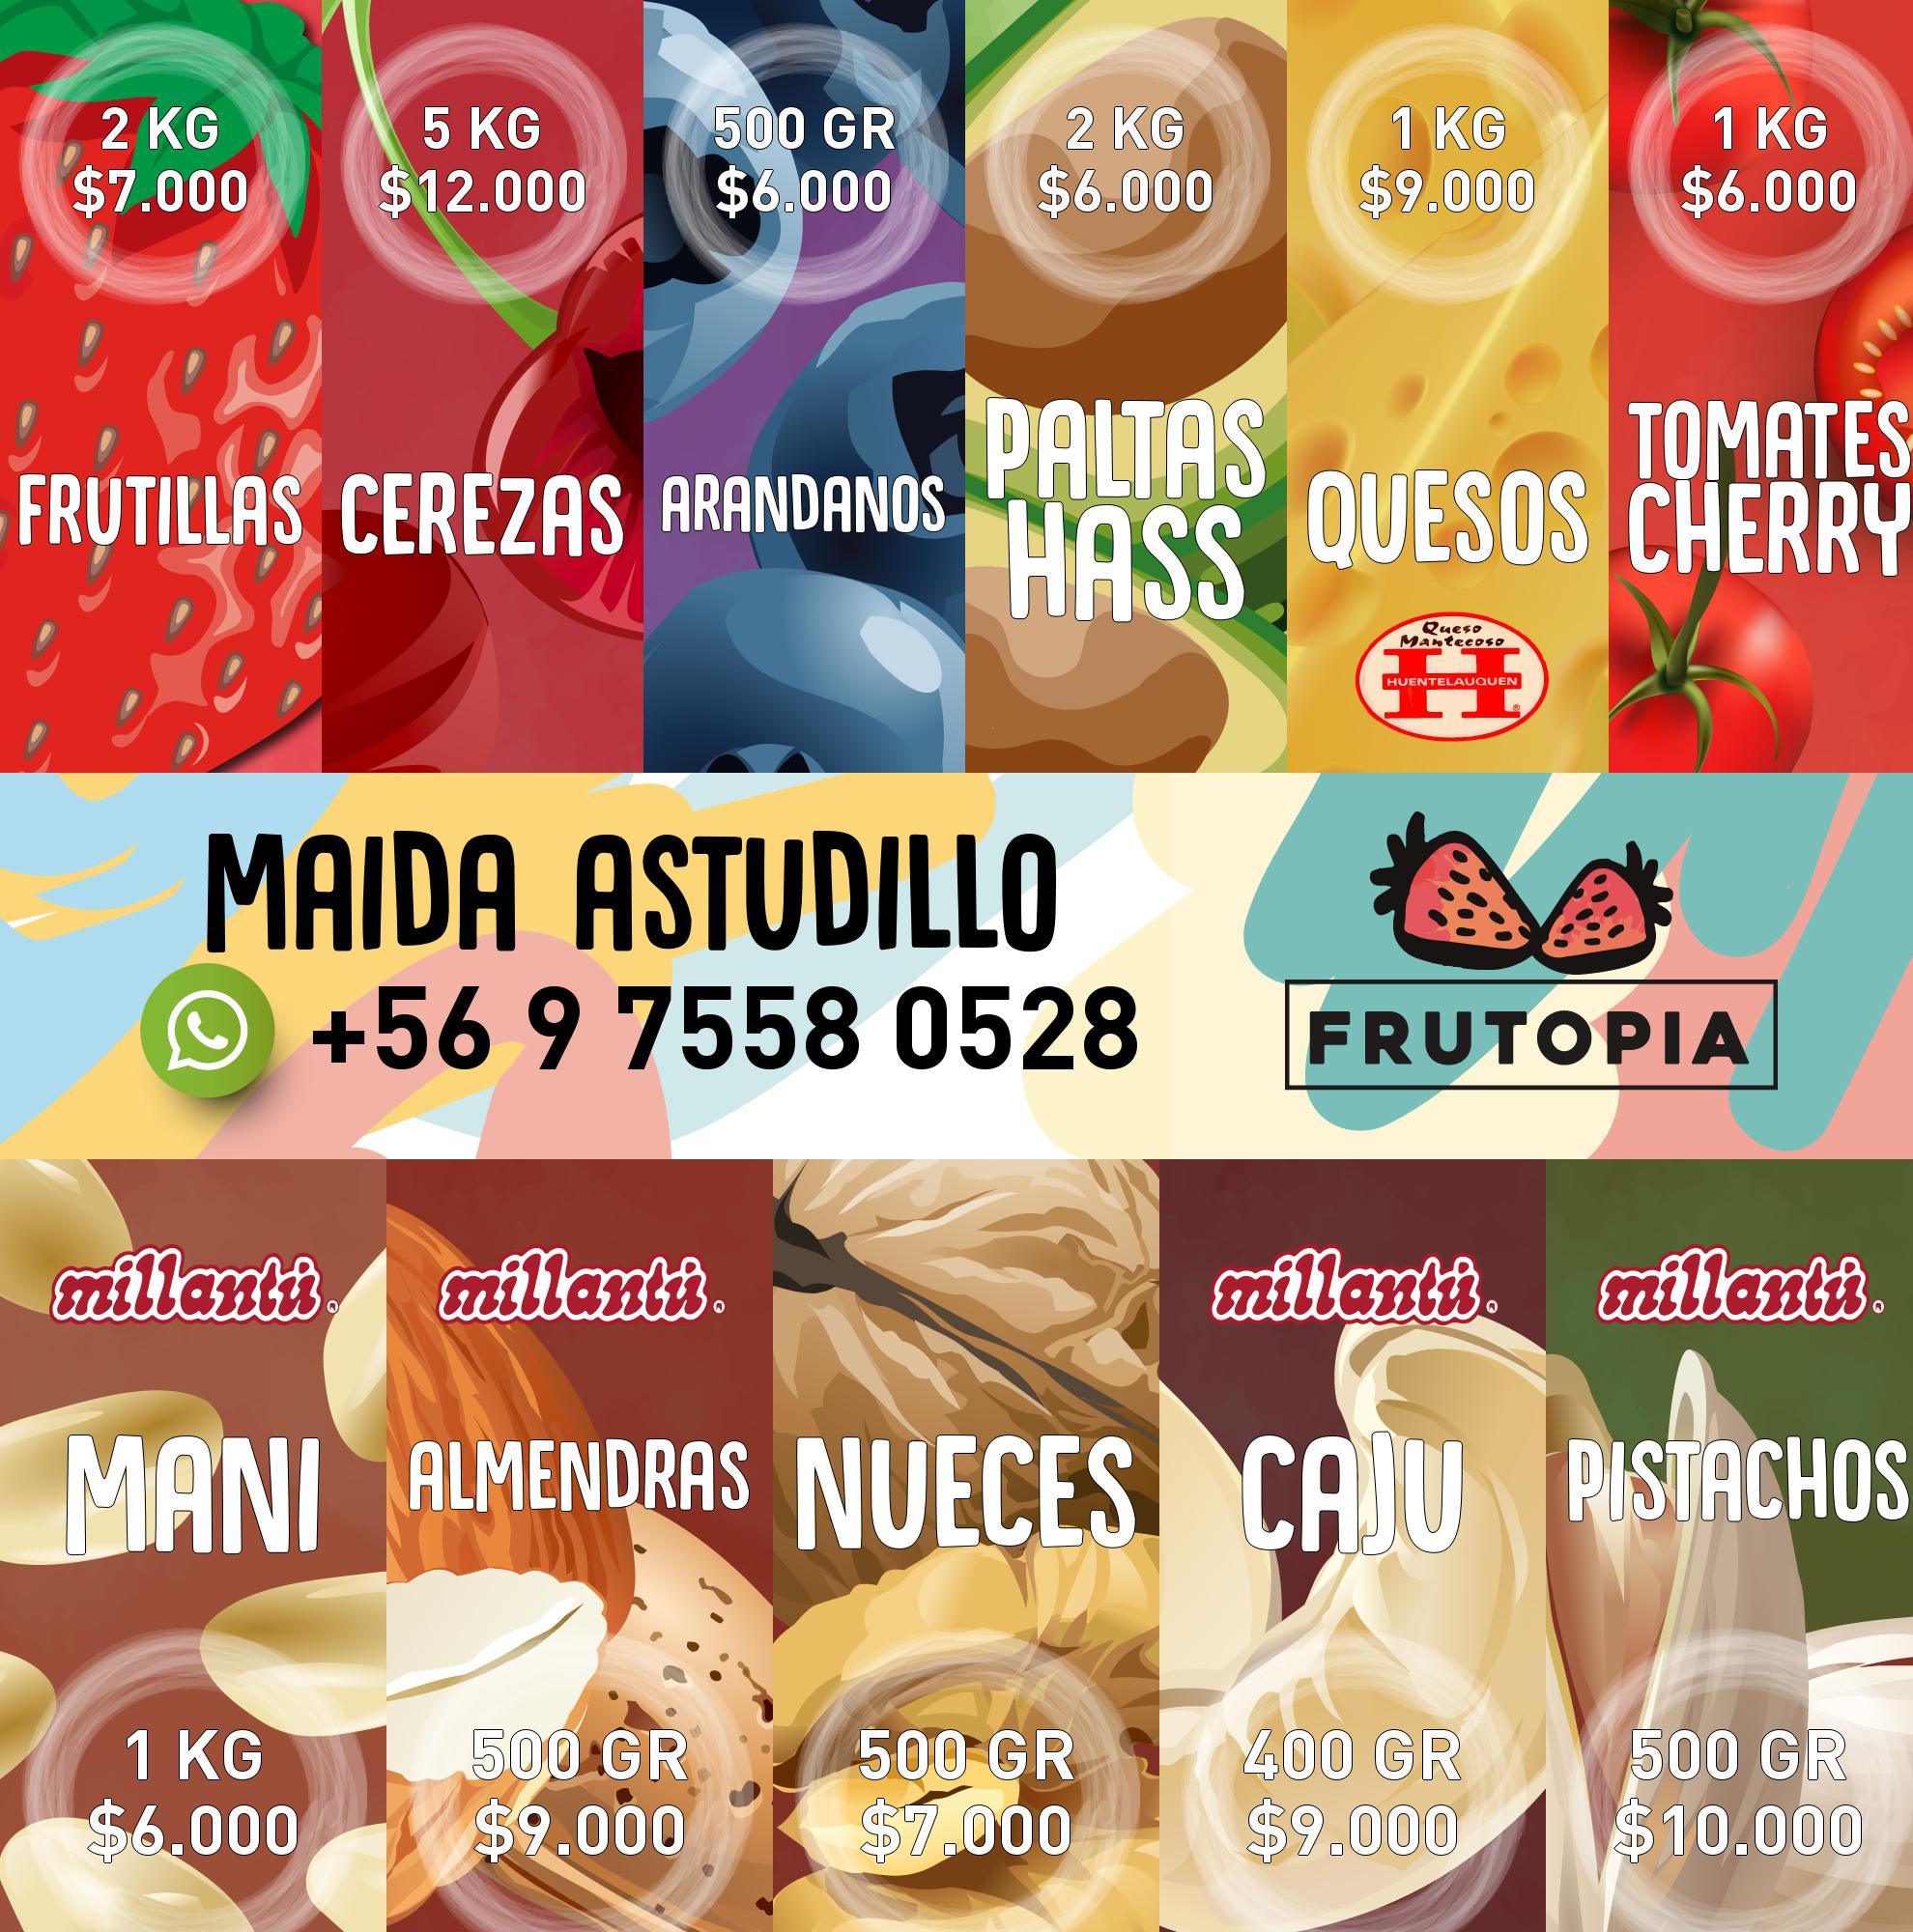 2 KG
$7.000
FRUTILLAS
5 KG
$12.000
CEREZAS
500 GR
$6.000
ARANDANOS
2 KG
$6.000
PALTAS
HASS
1 KG
$9.000
QUESOS
Queso
Mantecoso
H
HUENTELAUQUEN
®
1 KG
$6.000
TOMATES
CHERRY
MAIDA ASTUDILLO
+56 9 7558 0528
FRUTOPIA
millantú®
MANI
1 KG
$6.000
millantú®
ALMENDRAS
500 GR
$9.000
NUECES
500 GR
$7.000
millantú®
CAJU
400 GR
$9.000
millantú®
PISTACHOS
500 GR
$10.000